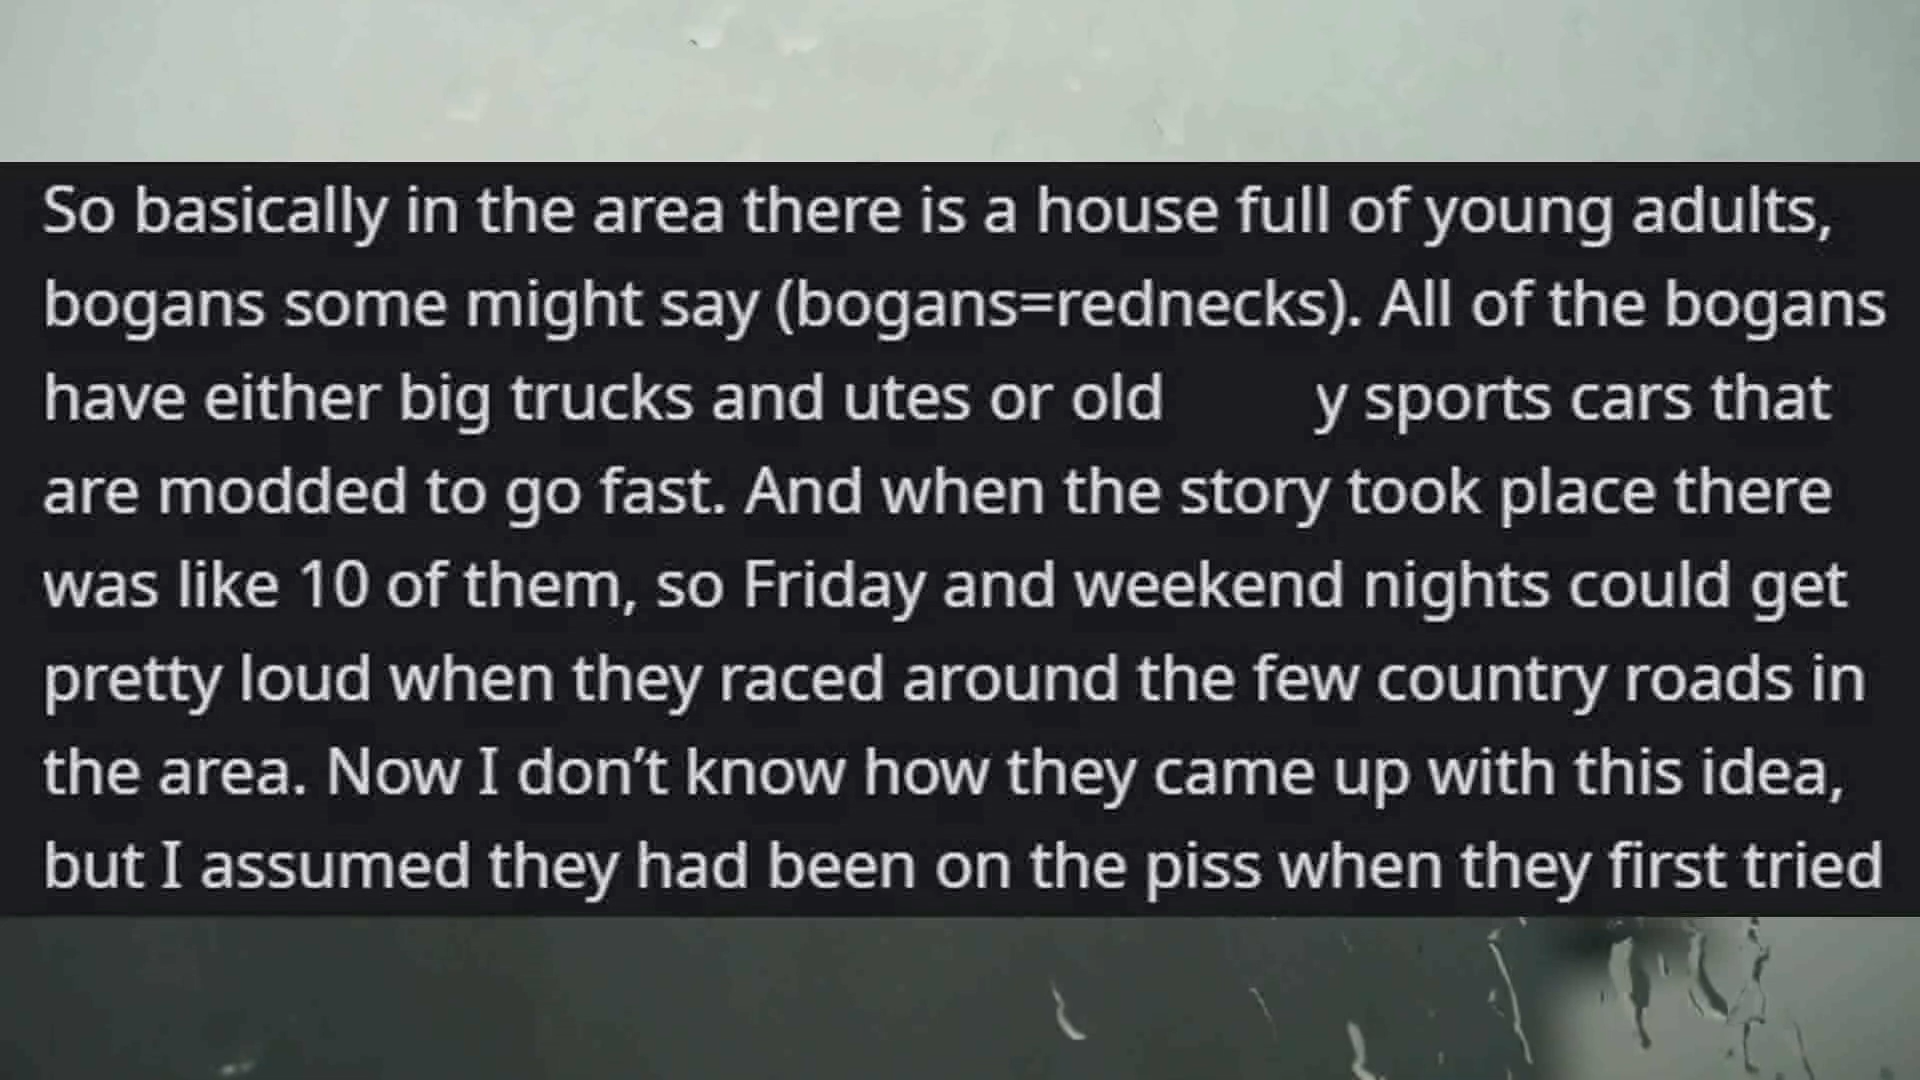 So basically in the area there is a house full of young adults,
bogans some might say (bogans=rednecks). All of the bogans
have either big trucks and utes or old y sports cars that
are modded to go fast. And when the story took place there
was like 10 of them, so Friday and weekend nights could get
pretty loud when they raced around the few country roads in
the area. Now I don’t know how they came up with this idea,
but I assumed they had been on the piss when they first tried